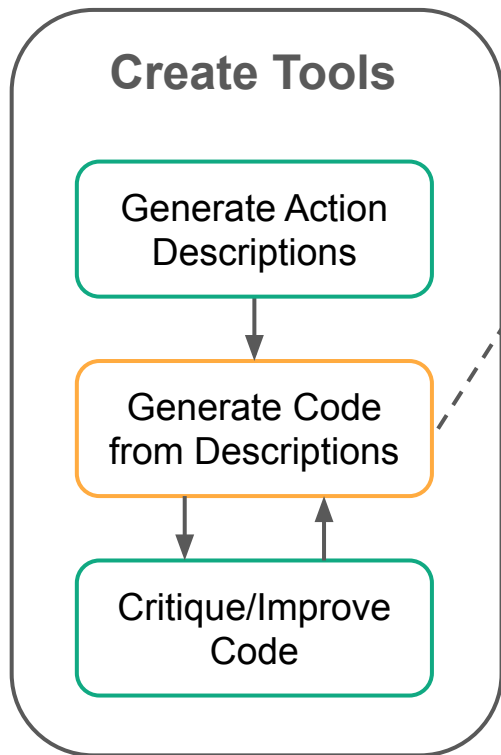 Create Tools
Generate Action
Descriptions
Generate Code
from Descriptions
Critique/Improve
Code